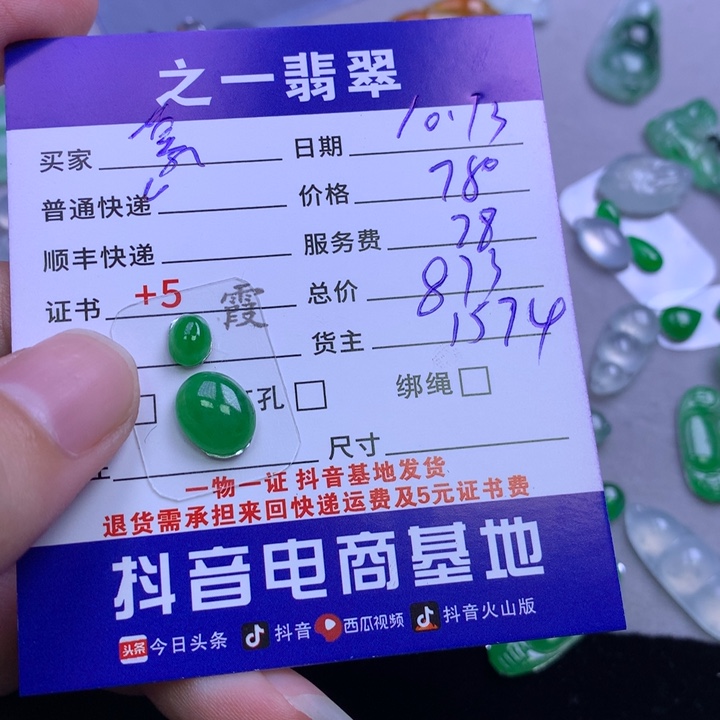 之一翡翠
买家 日期 10.13
普通快递 价格 780
顺丰快递 服务费 78
证书 +5 霞 总价 873
货主 1574
孔 绑绳
尺寸
一物一证 抖音基地发货
退货需承担来回快递运费及5元证书费
抖音电商基地
头条 今日头条 抖音 西瓜视频 抖音火山版